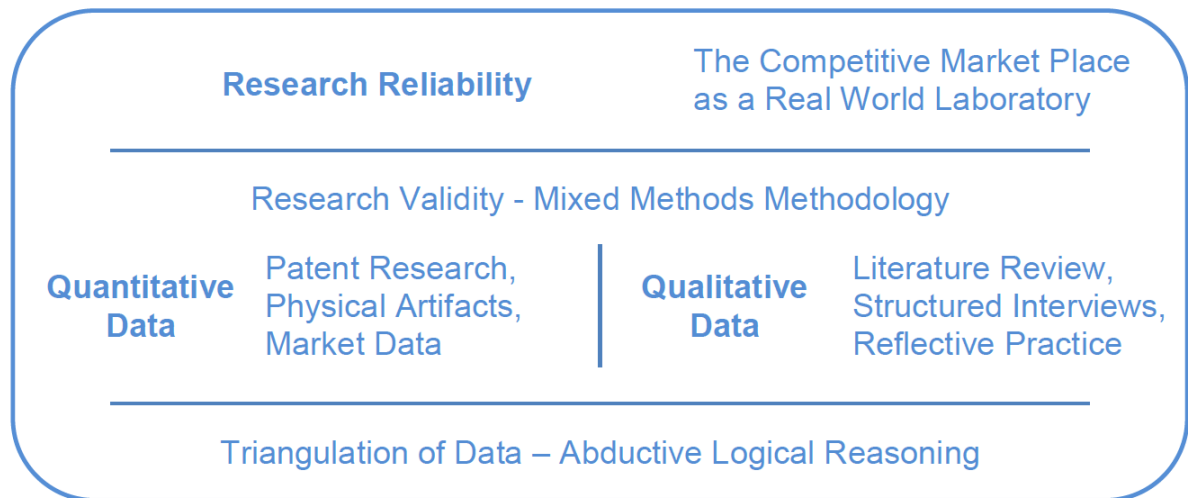 Research Reliability
The Competitive Market Place
as a Real World Laboratory
Research Validity - Mixed Methods Methodology
Quantitative
Data
Patent Research,
Physical Artifacts,
Market Data
Qualitative
Data
Literature Review,
Structured Interviews,
Reflective Practice
Triangulation of Data – Abductive Logical Reasoning